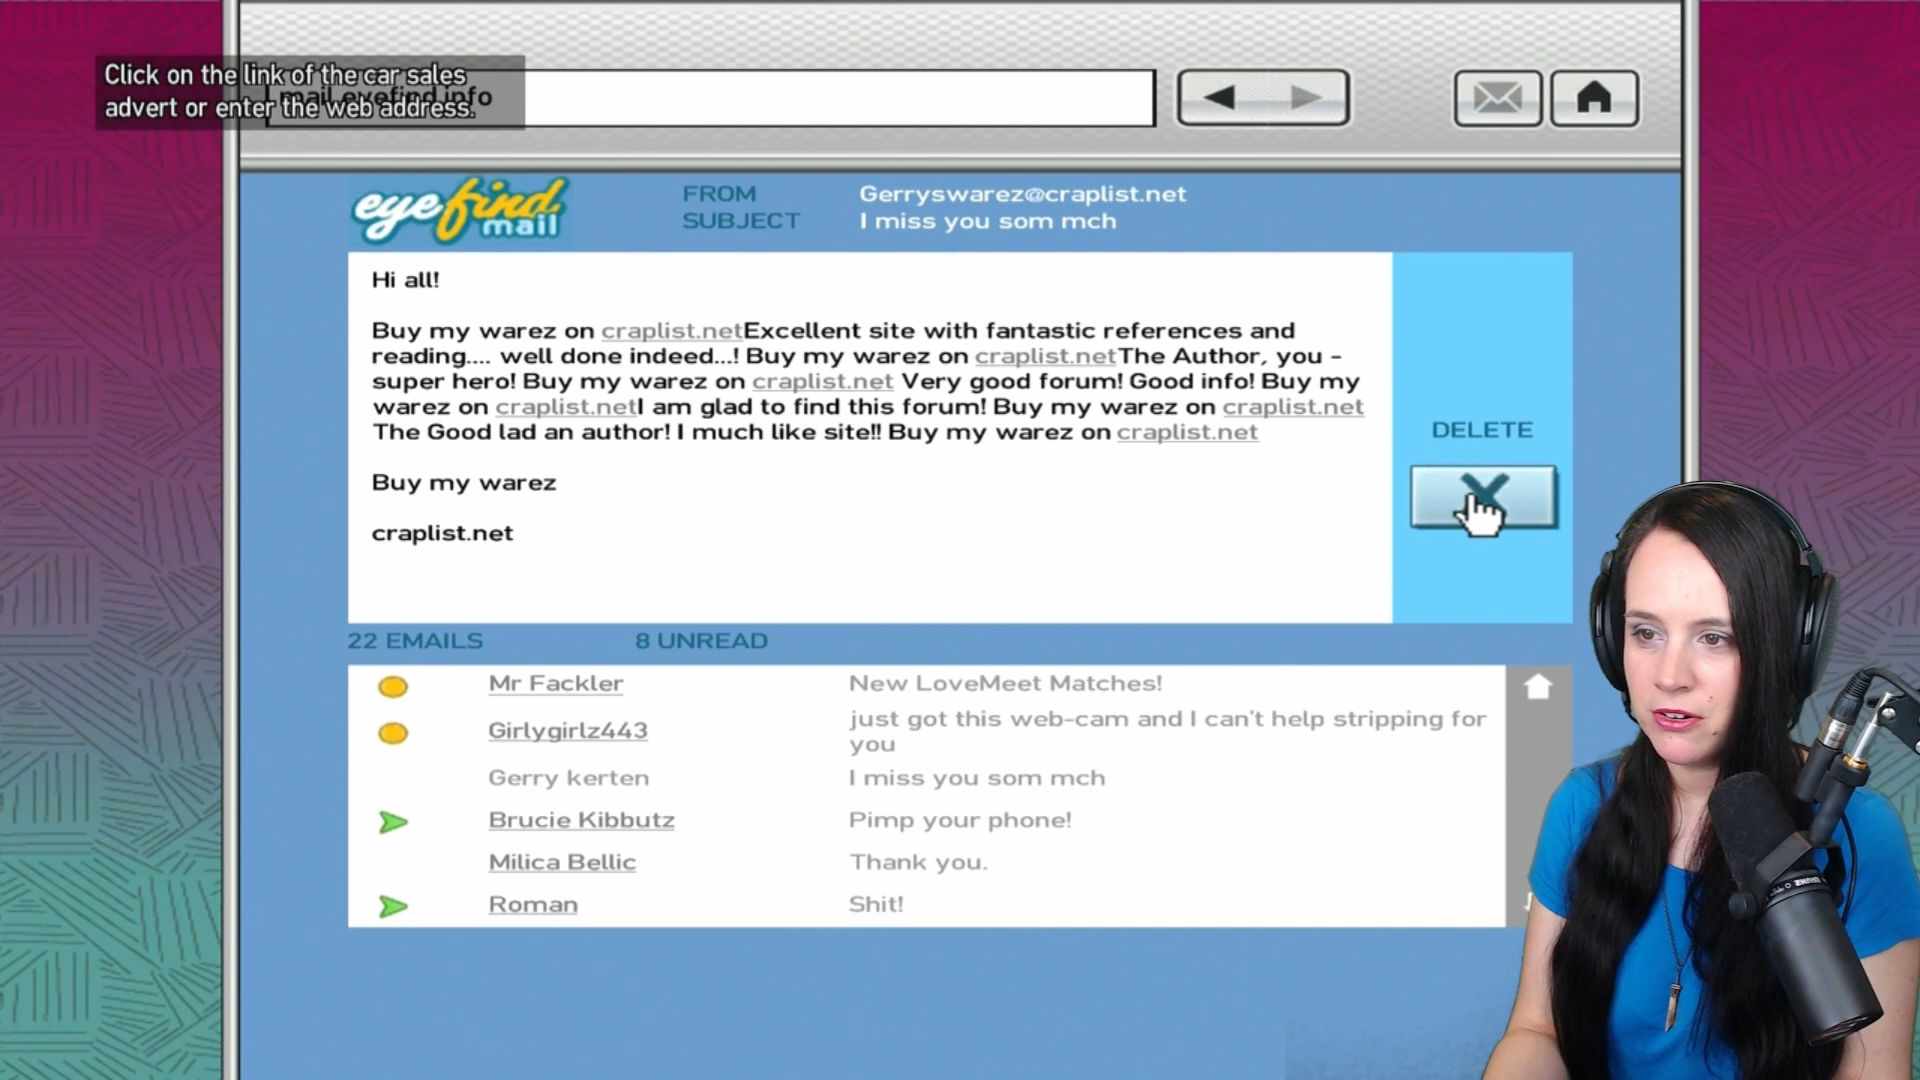 Click on the link of the car sales
advert or enter the web address.
mail.eyefind.info
eyefind
mail
FROM Gerryswarez@craplist.net
SUBJECT I miss you som mch
Hi all!
Buy my warez on craplist.netExcellent site with fantastic references and
reading.... well done indeed...! Buy my warez on craplist.netThe Author, you -
super hero! Buy my warez on craplist.net Very good forum! Good info! Buy my
warez on craplist.netI am glad to find this forum! Buy my warez on craplist.net
The Good lad an author! I much like site!! Buy my warez on craplist.net
Buy my warez
craplist.net
DELETE
22 EMAILS 8 UNREAD
Mr Fackler New LoveMeet Matches!
Girlygirlz443 just got this web-cam and I can't help stripping for
you
Gerry kerten I miss you som mch
Brucie Kibbutz Pimp your phone!
Milica Bellic Thank you.
Roman Shit!